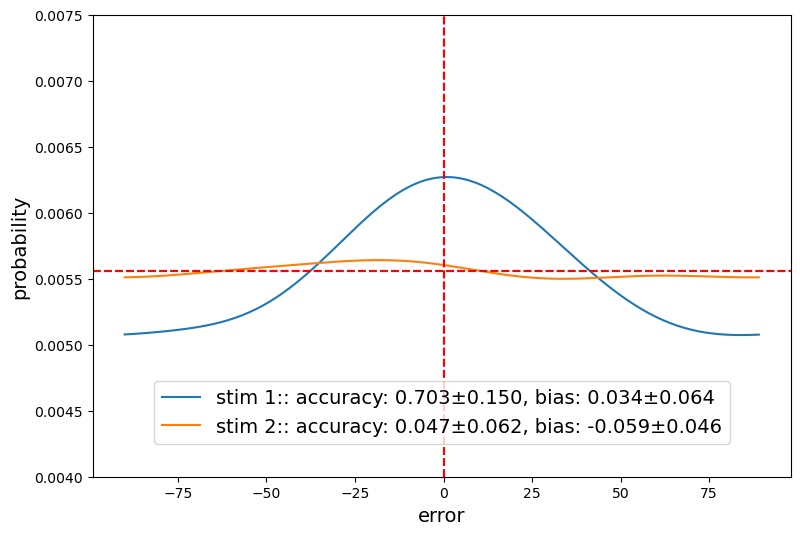 0.0075
0.0070
0.0065
0.0060
0.0055
0.0050
0.0045
0.0040
probability
stim 1:: accuracy: 0.703±0.150, bias: 0.034±0.064
stim 2:: accuracy: 0.047±0.062, bias: -0.059±0.046
−75 −50 −25 0 25 50 75
error